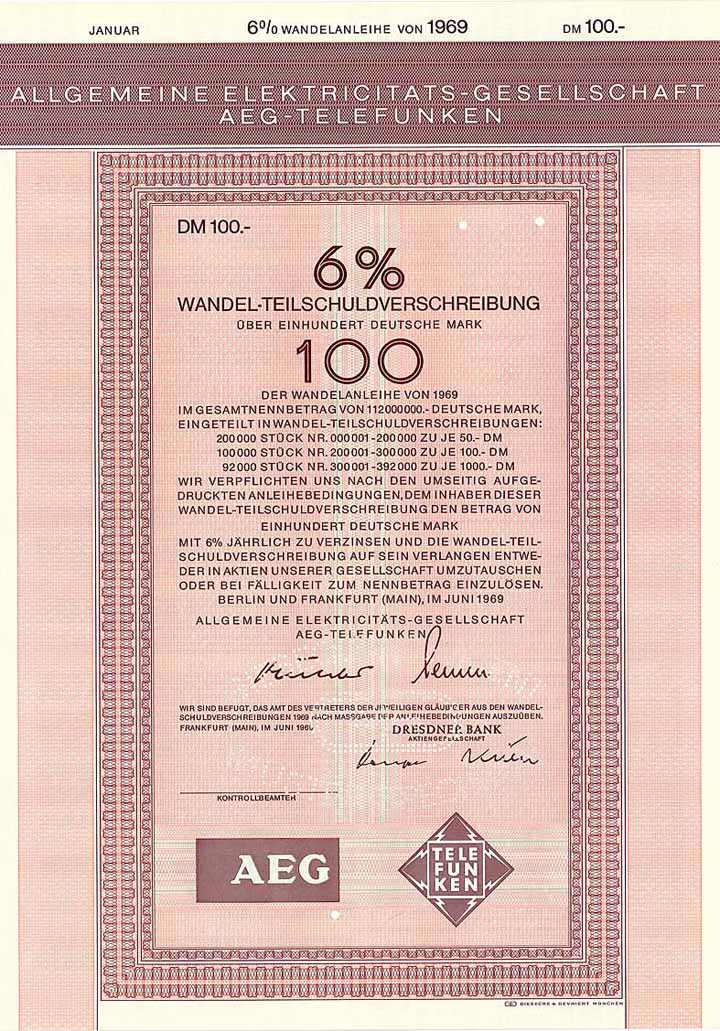 JANUAR 6% WANDELANLEIHE VON 1969 DM 100.-
ALLGEMEINE ELEKTRICITÄTS-GESELLSCHAFT
AEG-TELEFUNKEN
DM 100.-
6%
WANDEL-TEILSCHULDVERSCHREIBUNG
ÜBER EINHUNDERT DEUTSCHE MARK
100
DER WANDELANLEIHE VON 1969
IM GESAMTNENNBETRAG VON 112000000.- DEUTSCHE MARK,
EINGETEILT IN WANDEL-TEILSCHULDVERSCHREIBUNGEN:
200000 STÜCK NR. 000001-200000 ZU JE 50.- DM
100000 STÜCK NR. 200001-300000 ZU JE 100.- DM
92000 STÜCK NR. 300001-392000 ZU JE 1000.- DM
WIR VERPFLICHTEN UNS NACH DEN UMSEITIG AUFGE-
DRUCKTEN ANLEIHEBEDINGUNGEN, DEM INHABER DIESER
WANDEL-TEILSCHULDVERSCHREIBUNG DEN BETRAG VON
EINHUNDERT DEUTSCHE MARK
MIT 6% JÄHRLICH ZU VERZINSEN UND DIE WANDEL-TEIL-
SCHULDVERSCHREIBUNG AUF SEIN VERLANGEN ENTWE-
DER IN AKTIEN UNSERER GESELLSCHAFT UMZUTAUSCHEN
ODER BEI FÄLLIGKEIT ZUM NENNBETRAG EINZULÖSEN.
BERLIN UND FRANKFURT (MAIN), IM JUNI 1969
ALLGEMEINE ELEKTRICITÄTS-GESELLSCHAFT
AEG-TELEFUNKEN
WIR SIND BEFUGT, DAS AMT DES VERTRETERS DER JEWEILIGEN GLÄUBIGER AUS DEN WANDEL-
SCHULDVERSCHREIBUNGEN 1969 NACH MASSGABE DER ANLEIHEBEDINGUNGEN AUSZUÜBEN.
FRANKFURT (MAIN), IM JUNI 1969
DRESDNER BANK
AKTIENGESELLSCHAFT
KONTROLLBEAMTER
AEG
TELE
FUN
KEN
GIESECKE & DEVRIENT MÜNCHEN